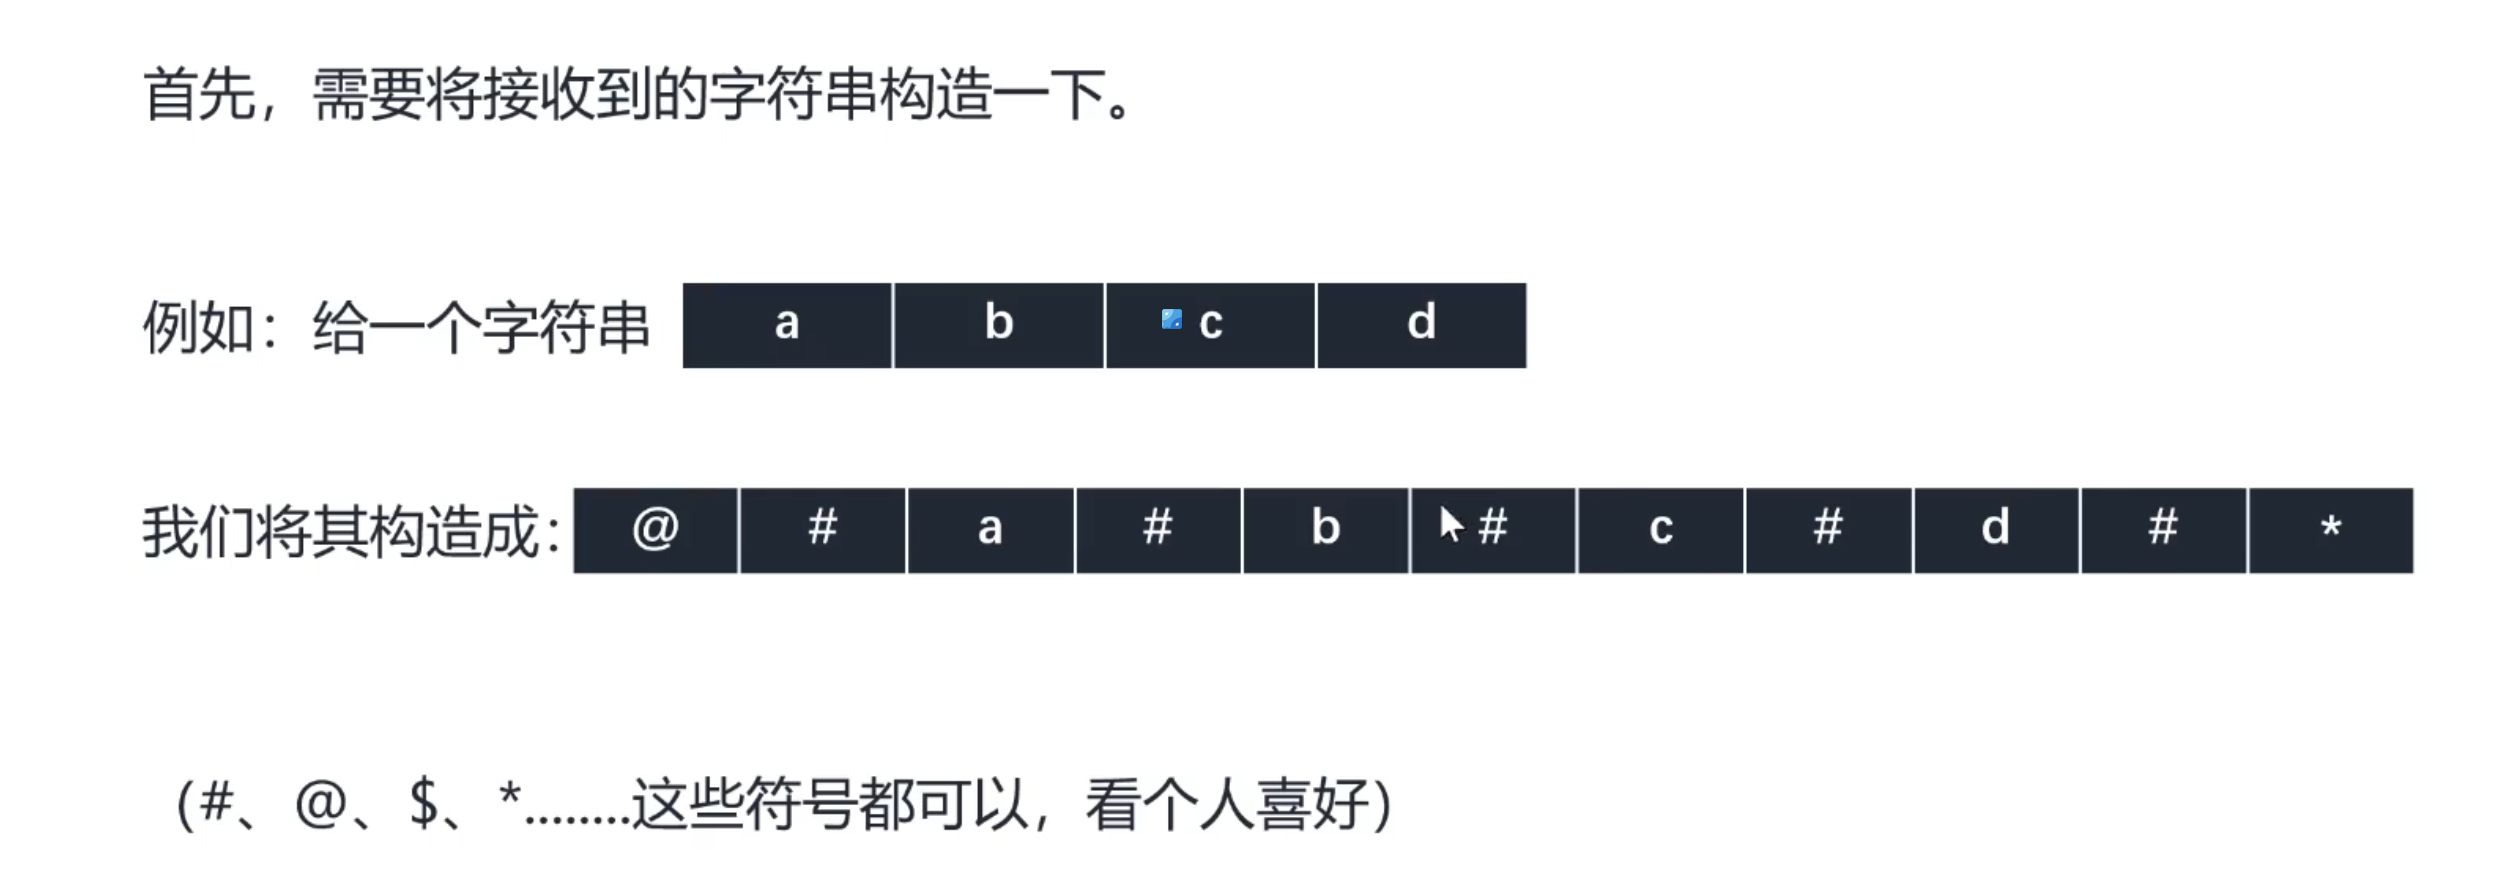 首先，需要将接收到的字符串构造一下。
例如：给一个字符串 a b c d
我们将其构造成：@ # a # b # c # d # *
（#、@、$、*........这些符号都可以，看个人喜好）